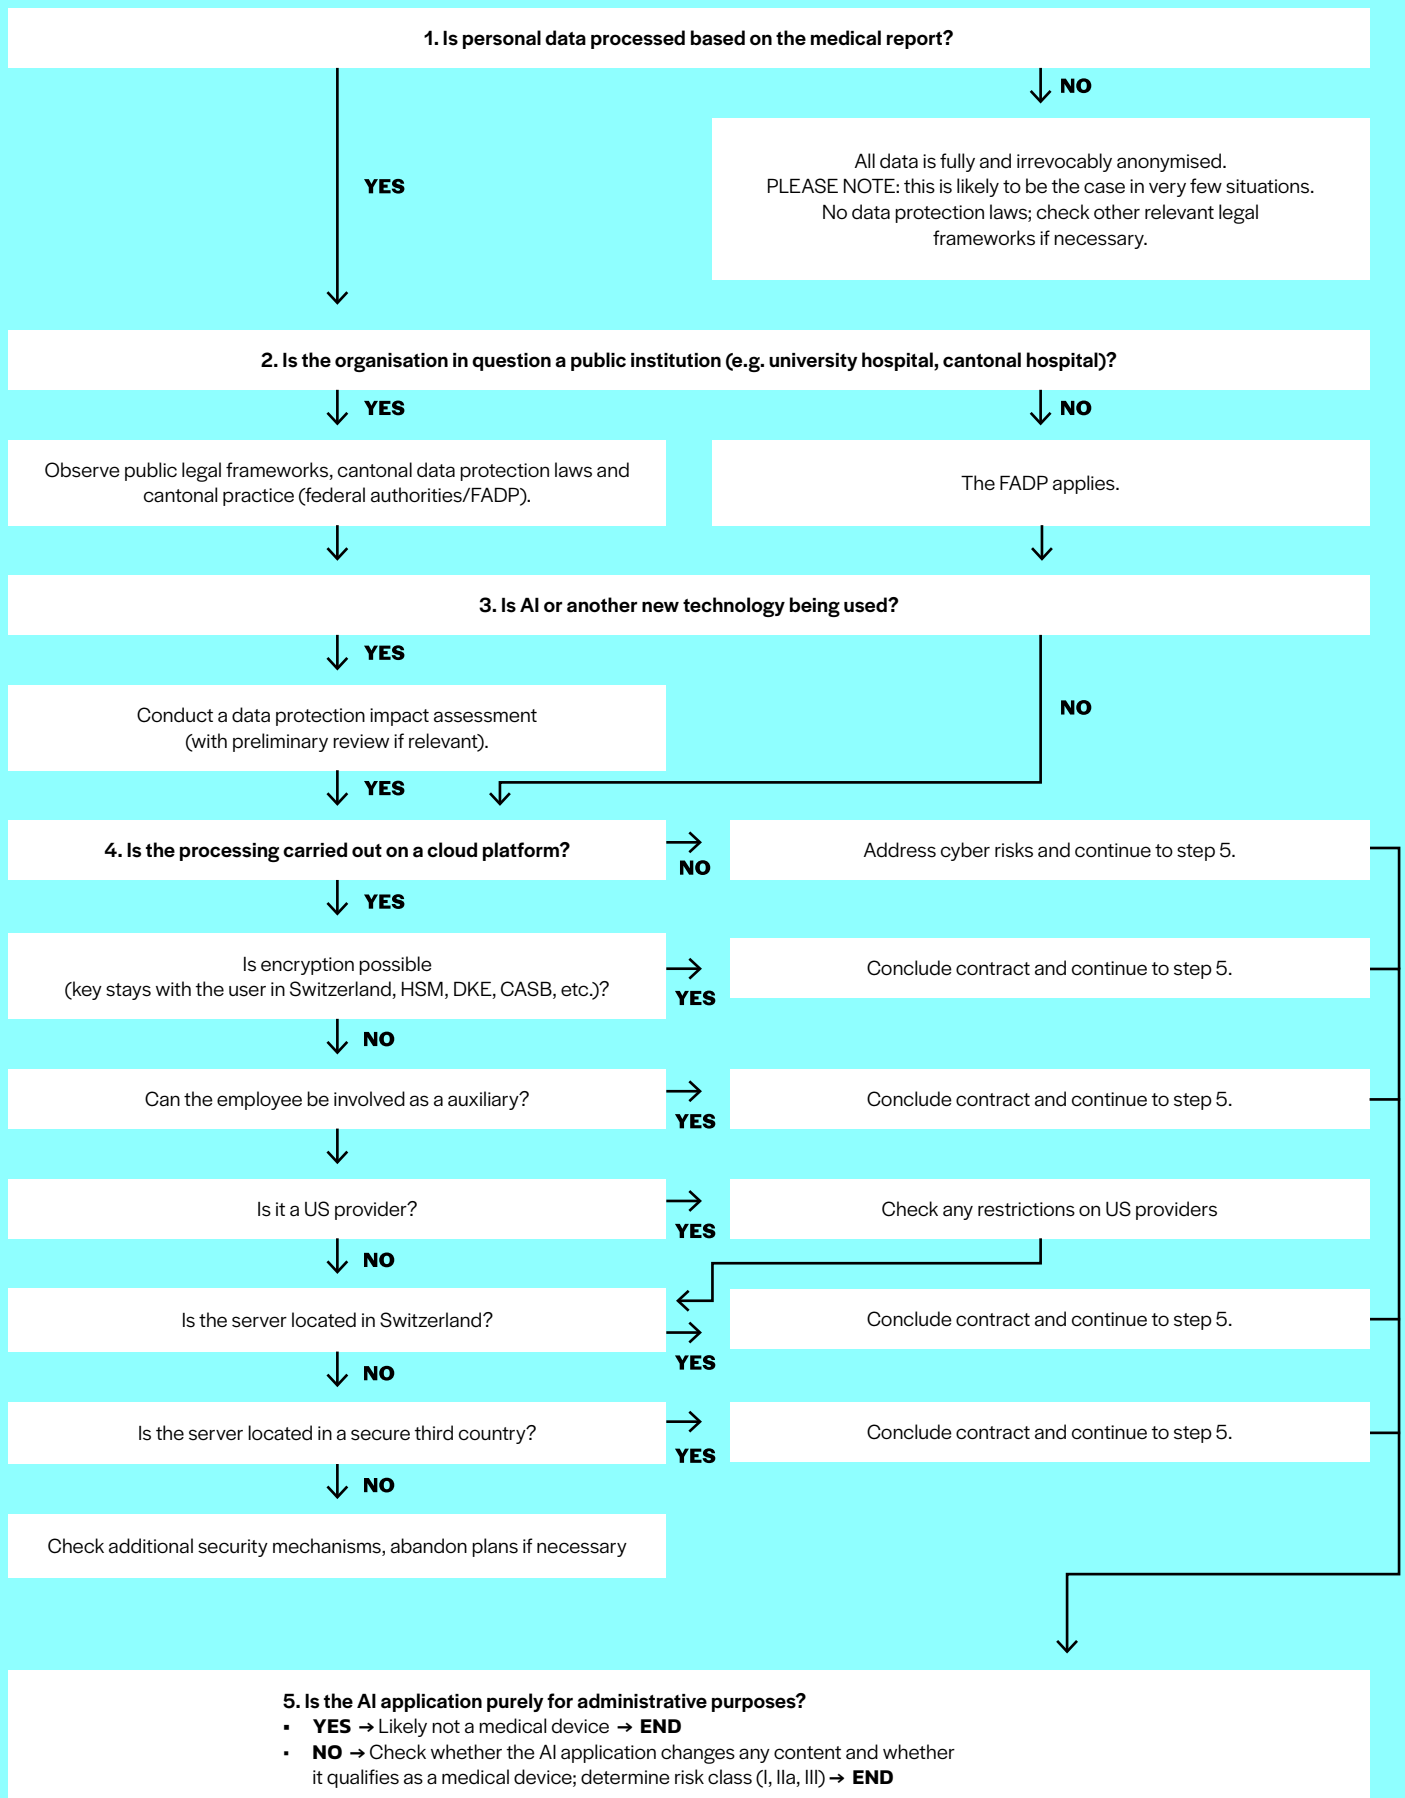 1. Is personal data processed based on the medical report?
NO
YES
All data is fully and irrevocably anonymised.
PLEASE NOTE: this is likely to be the case in very few situations.
No data protection laws; check other relevant legal
frameworks if necessary.
2. Is the organisation in question a public institution (e.g. university hospital, cantonal hospital)?
YES
NO
Observe public legal frameworks, cantonal data protection laws and
cantonal practice (federal authorities/FADP).
The FADP applies.
3. Is AI or another new technology being used?
YES
NO
Conduct a data protection impact assessment
(with preliminary review if relevant).
YES
4. Is the processing carried out on a cloud platform?
NO
Address cyber risks and continue to step 5.
YES
Is encryption possible
(key stays with the user in Switzerland, HSM, DKE, CASB, etc.)?
YES
Conclude contract and continue to step 5.
NO
Can the employee be involved as a auxiliary?
YES
Conclude contract and continue to step 5.
Is it a US provider?
YES
Check any restrictions on US providers
NO
Is the server located in Switzerland?
YES
Conclude contract and continue to step 5.
NO
Is the server located in a secure third country?
YES
Conclude contract and continue to step 5.
NO
Check additional security mechanisms, abandon plans if necessary
5. Is the AI application purely for administrative purposes?
▪ YES → Likely not a medical device → END
▪ NO → Check whether the AI application changes any content and whether
it qualifies as a medical device; determine risk class (I, IIa, III) → END